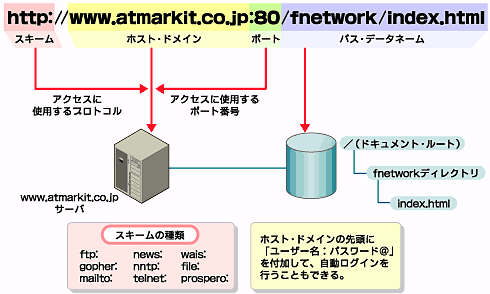 http://www.atmarkit.co.jp:80/fnetwork/index.html
スキーム ホスト・ドメイン ポート パス・データネーム
アクセスに
使用するプロトコル
アクセスに使用する
ポート番号
／（ドキュメント・ルート）
fnetworkディレクトリ
index.html
www.atmarkit.co.jp
サーバ
スキームの種類
ftp: news: wais:
gopher: nntp: file:
mailto: telnet: prospero:
ホスト・ドメインの先頭に
「ユーザー名：パスワード@」
を付加して、自動ログインを
行うこともできる。